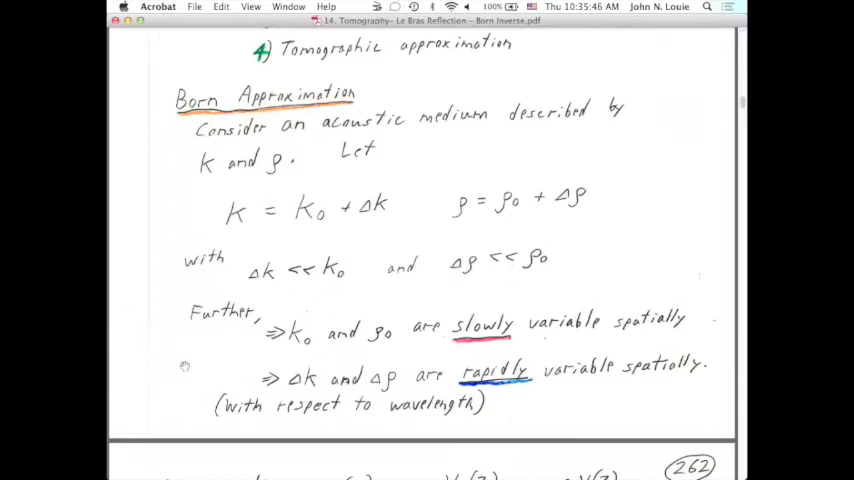 Acrobat File Edit View Window Help 100% Thu 10:35:46 AM John N. Louie
14. Tomography- Le Bras Reflection - Born Inverse.pdf
4) Tomographic approximation
Born Approximation
Consider an acoustic medium described by
k and ρ. Let
k = k₀ + Δk ρ = ρ₀ + Δρ
with Δk << k₀ and Δρ << ρ₀
Further, ⇒ k₀ and ρ₀ are slowly variable spatially
⇒ Δk and Δρ are rapidly variable spatially.
(with respect to wavelength)
262